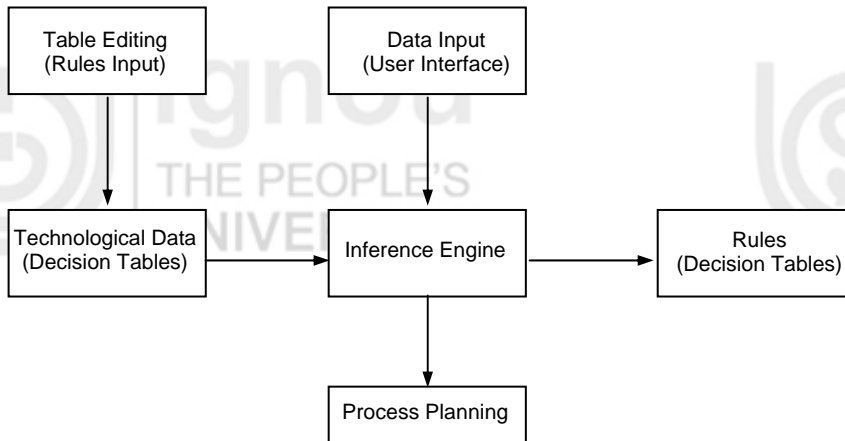 Table Editing
(Rules Input)
Data Input
(User Interface)
ignou
THE PEOPLE'S
Technological Data
(Decision Tables)
Inference Engine
Rules
(Decision Tables)
Process Planning